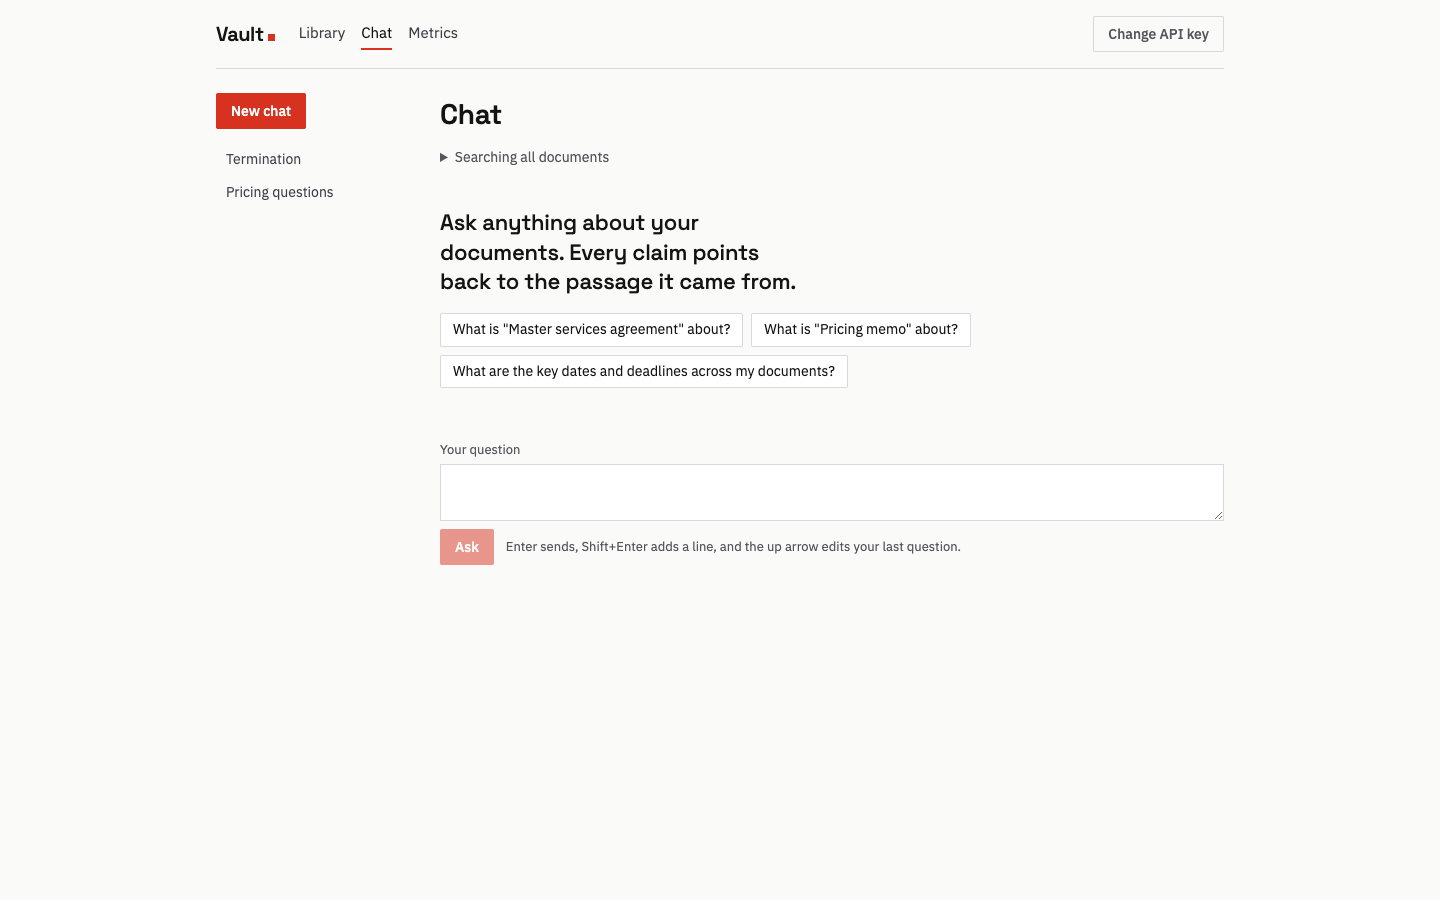 Vault
Library
Chat
Metrics
Change API key
New chat
Termination
Pricing questions
Chat
Searching all documents
Ask anything about your
documents. Every claim points
back to the passage it came from.
What is "Master services agreement" about?
What is "Pricing memo" about?
What are the key dates and deadlines across my documents?
Your question
Ask
Enter sends, Shift+Enter adds a line, and the up arrow edits your last question.